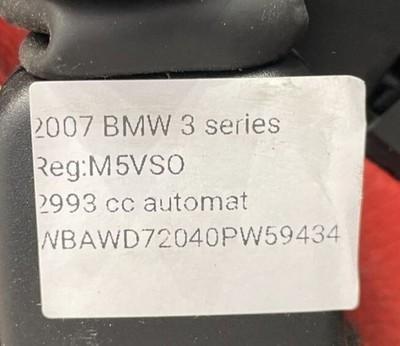 2007 BMW 3 series
Reg:M5VSO
2993 cc automat
WBAWD72040PW59434